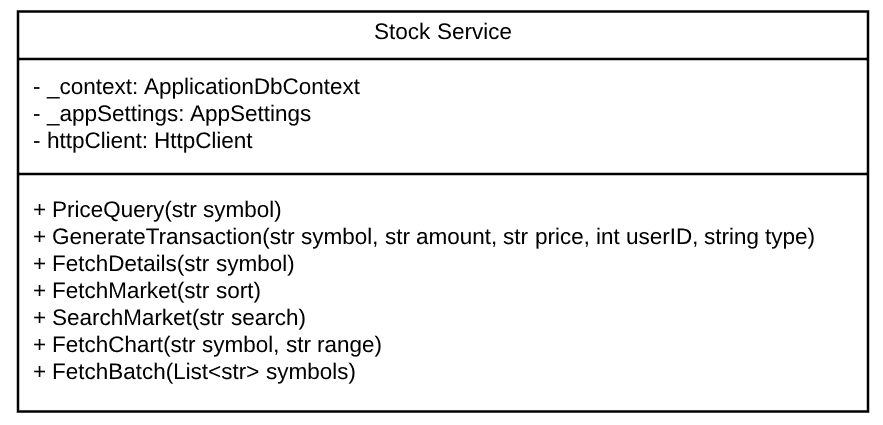 Stock Service
- _context: ApplicationDbContext
- _appSettings: AppSettings
- httpClient: HttpClient
+ PriceQuery(str symbol)
+ GenerateTransaction(str symbol, str amount, str price, int userID, string type)
+ FetchDetails(str symbol)
+ FetchMarket(str sort)
+ SearchMarket(str search)
+ FetchChart(str symbol, str range)
+ FetchBatch(List<str> symbols)